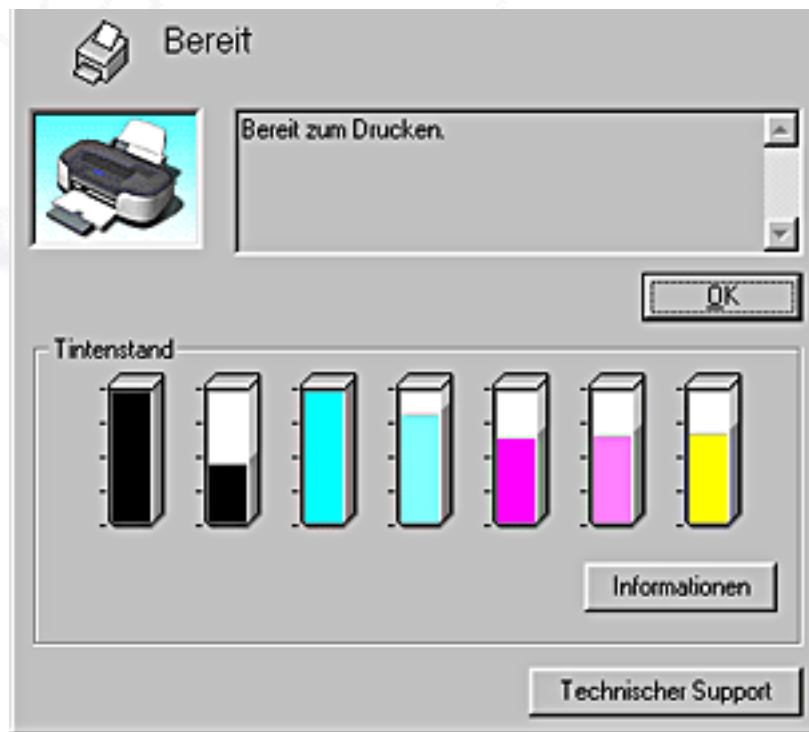 Bereit
Bereit zum Drucken.
OK
Tintenstand
Informationen
Technischer Support